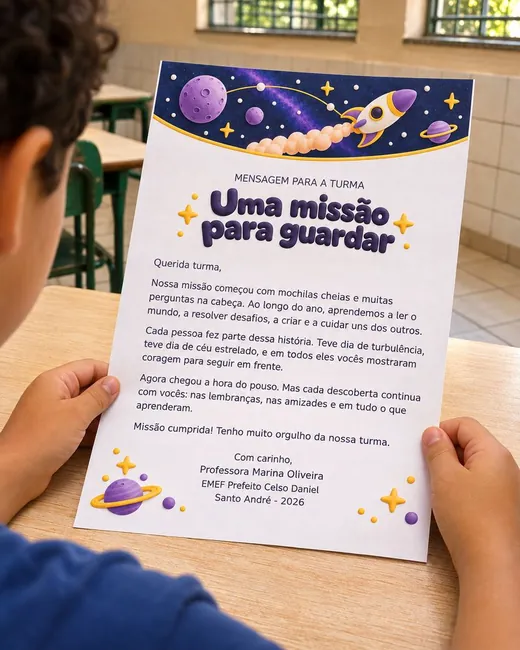 MENSAGEM PARA A TURMA
Uma missão
para guardar
Querida turma,
Nossa missão começou com mochilas cheias e muitas
perguntas na cabeça. Ao longo do ano, aprendemos a ler o
mundo, a resolver desafios, a criar e a cuidar uns dos outros.
Cada pessoa fez parte dessa história. Teve dia de turbulência,
teve dia de céu estrelado, e em todos eles vocês mostraram
coragem para seguir em frente.
Agora chegou a hora do pouso. Mas cada descoberta continua
com vocês: nas lembranças, nas amizades e em tudo o que
aprenderam.
Missão cumprida! Tenho muito orgulho da nossa turma.
Com carinho,
Professora Marina Oliveira
EMEF Prefeito Celso Daniel
Santo André - 2026